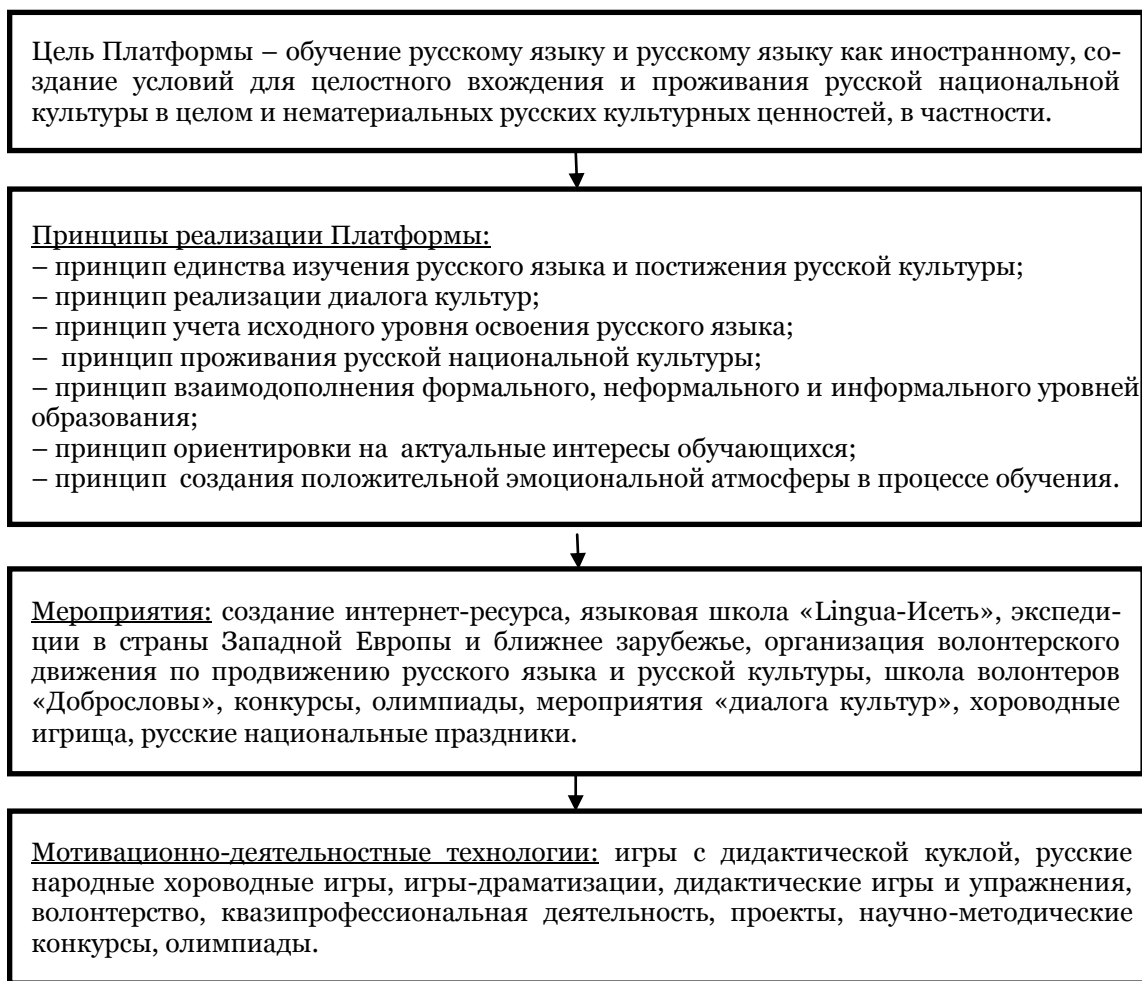 Цель Платформы – обучение русскому языку и русскому языку как иностранному, со-
здание условий для целостного вхождения и проживания русской национальной
культуры в целом и нематериальных русских культурных ценностей, в частности.
Принципы реализации Платформы:
– принцип единства изучения русского языка и постижения русской культуры;
– принцип реализации диалога культур;
– принцип учета исходного уровня освоения русского языка;
– принцип проживания русской национальной культуры;
– принцип взаимодополнения формального, неформального и информального уровней
образования;
– принцип ориентировки на актуальные интересы обучающихся;
– принцип создания положительной эмоциональной атмосферы в процессе обучения.
Мероприятия: создание интернет-ресурса, языковая школа «Lingua-Исеть», экспеди-
ции в страны Западной Европы и ближнее зарубежье, организация волонтерского
движения по продвижению русского языка и русской культуры, школа волонтеров
«Доброслoвы», конкурсы, олимпиады, мероприятия «диалога культур», хороводные
игрища, русские национальные праздники.
Мотивационно-деятельностные технологии: игры с дидактической куклой, русские
народные хороводные игры, игры-драматизации, дидактические игры и упражнения,
волонтерство, квазипрофессиональная деятельность, проекты, научно-методические
конкурсы, олимпиады.